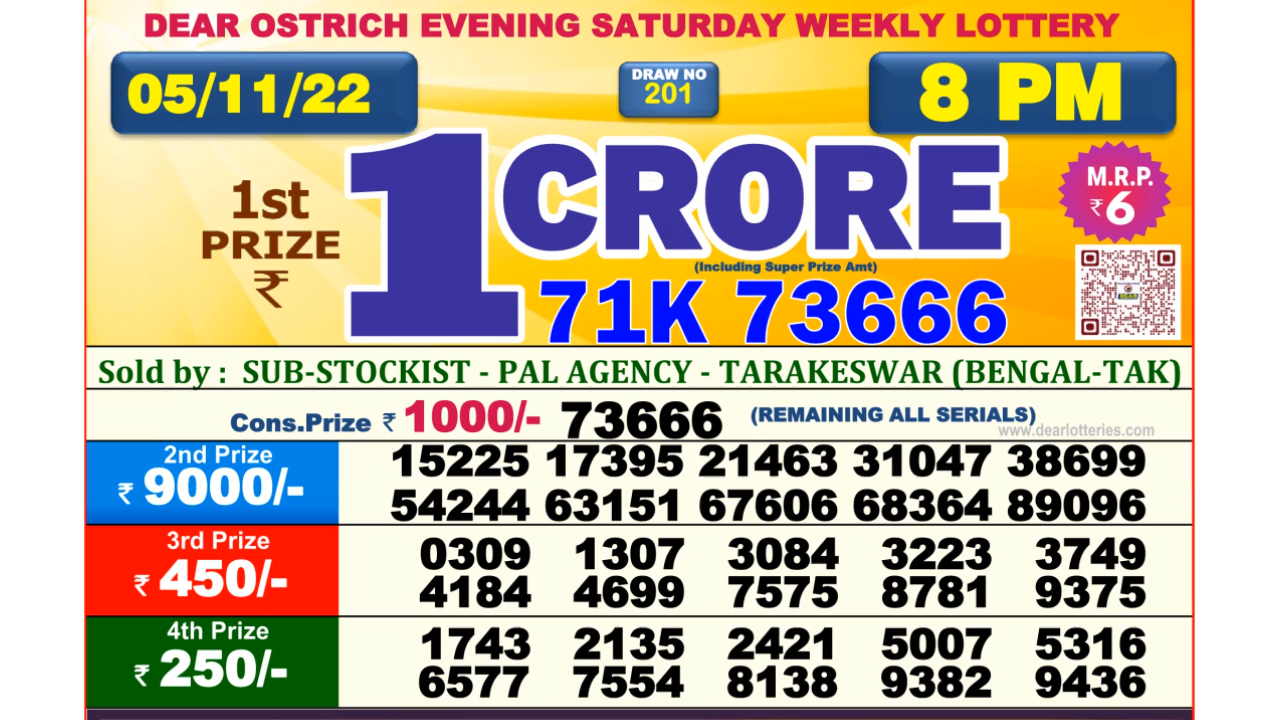 DEAR OSTRICH EVENING SATURDAY WEEKLY LOTTERY
05/11/22
DRAW NO
201
8 PM
1st
PRIZE
₹
1 CRORE
(Including Super Prize Amt)
M.R.P.
₹6
71K 73666
Sold by : SUB-STOCKIST - PAL AGENCY - TARAKESWAR (BENGAL-TAK)
Cons.Prize ₹ 1000/- 73666 (REMAINING ALL SERIALS)
www.dearlotteries.com
2nd Prize
₹ 9000/-
15225 17395 21463 31047 38699
54244 63151 67606 68364 89096
3rd Prize
₹ 450/-
0309 1307 3084 3223 3749
4184 4699 7575 8781 9375
4th Prize
₹ 250/-
1743 2135 2421 5007 5316
6577 7554 8138 9382 9436